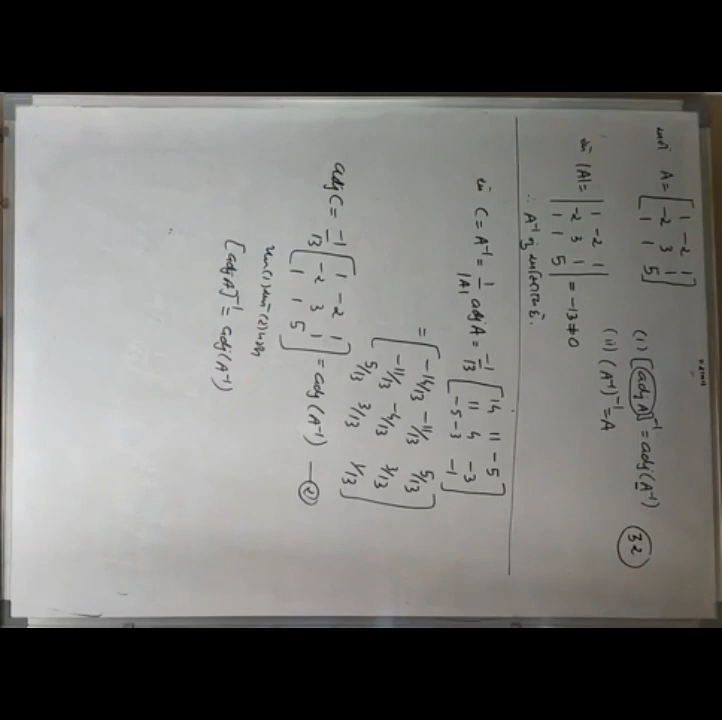 A = [1 -2 1
-2 3 1
1 1 5]
(i) [adj A]⁻¹ = adj(A⁻¹)
(ii) (A⁻¹)⁻¹ = A
32
|A| = |1 -2 1
-2 3 1
1 1 5| = -13 ≠ 0
∴ A⁻¹
C = A⁻¹ = 1/|A| adj A = -1/13 [14 11 -5
11 4 -3
-5 -3 -1]
= [-14/13 -11/13 5/13
-11/13 -4/13 3/13
5/13 3/13 1/13]
adj C = -1/13 [1 -2 1
-2 3 1
1 1 5] = adj(A⁻¹) — ②
[adj A]⁻¹ = adj(A⁻¹)